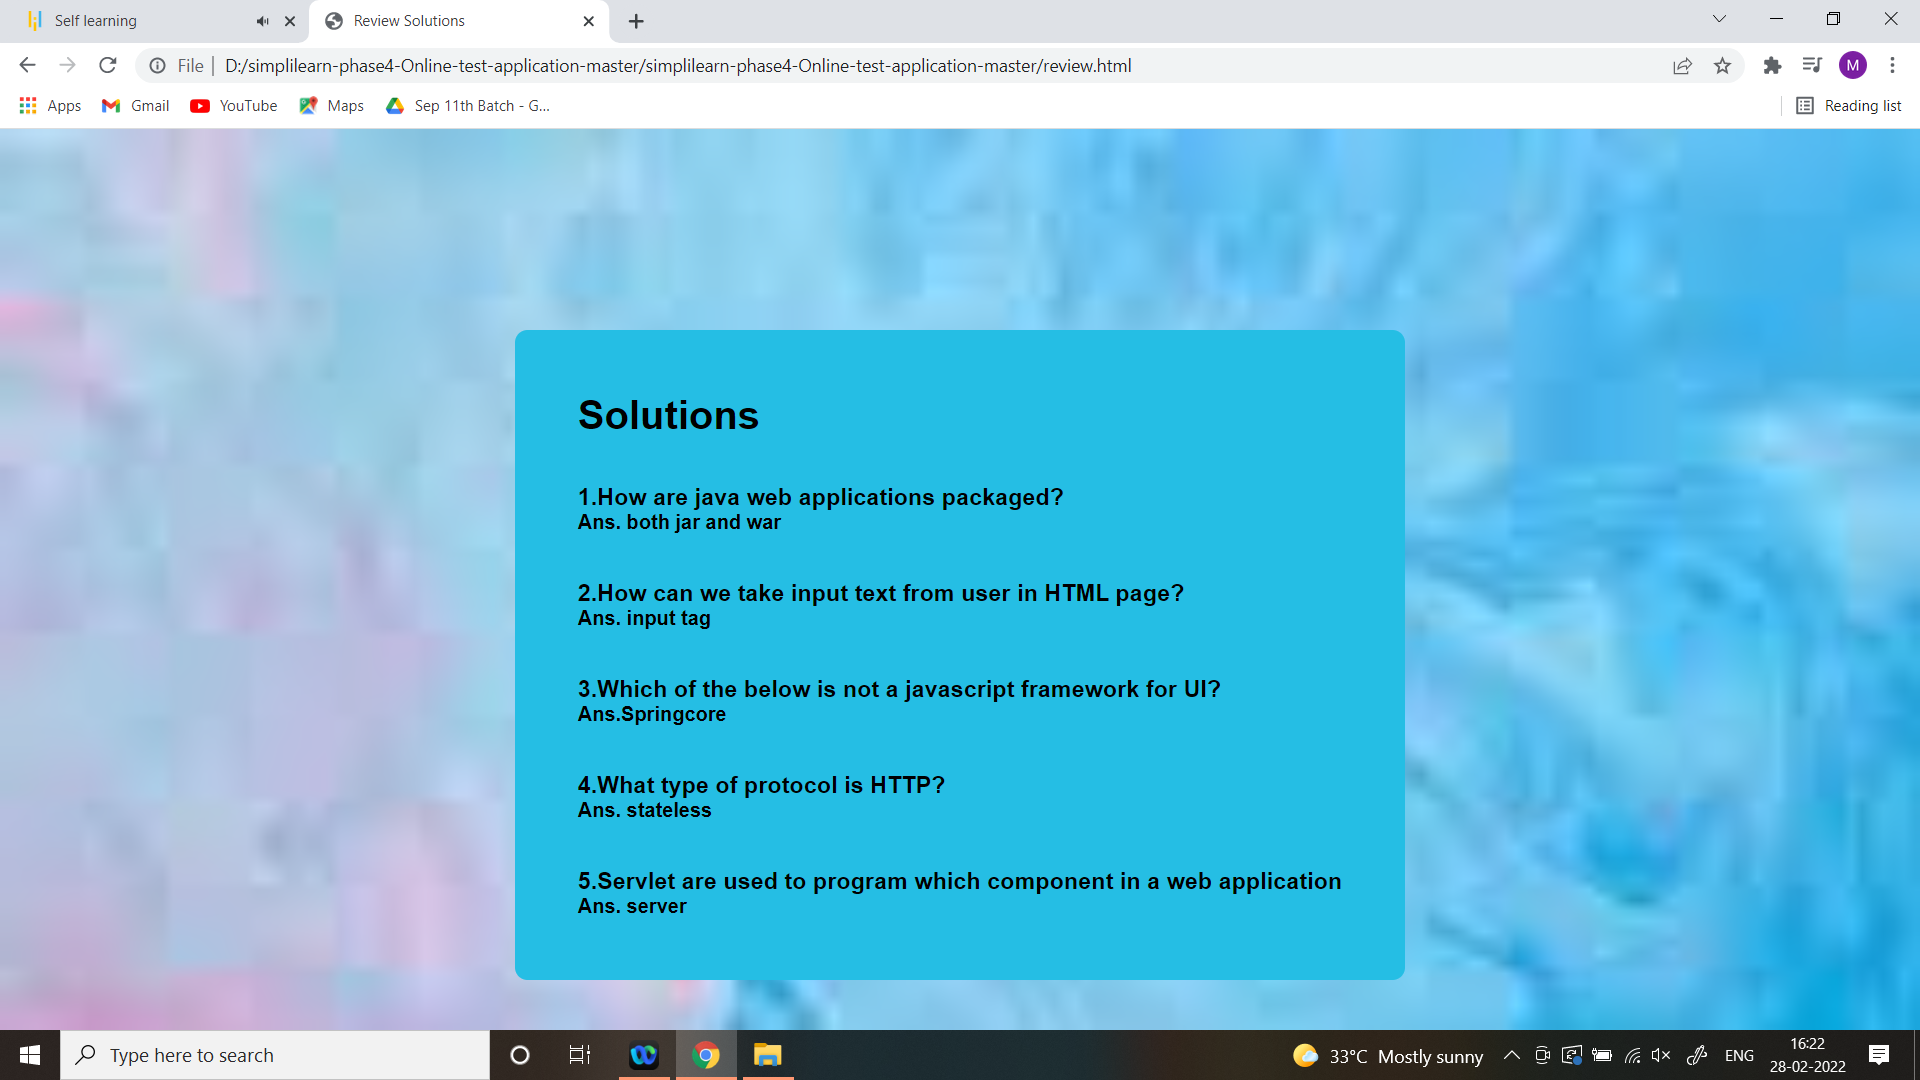 Self learning
Review Solutions
File
D:/simplilearn-phase4-Online-test-application-master/simplilearn-phase4-Online-test-application-master/review.html
M
Apps
Gmail
YouTube
Maps
Sep 11th Batch - G...
Reading list
Solutions
1.How are java web applications packaged?
Ans. both jar and war
2.How can we take input text from user in HTML page?
Ans. input tag
3.Which of the below is not a javascript framework for UI?
Ans.Springcore
4.What type of protocol is HTTP?
Ans. stateless
5.Servlet are used to program which component in a web application
Ans. server
Type here to search
33°C Mostly sunny
ENG
16:22
28-02-2022